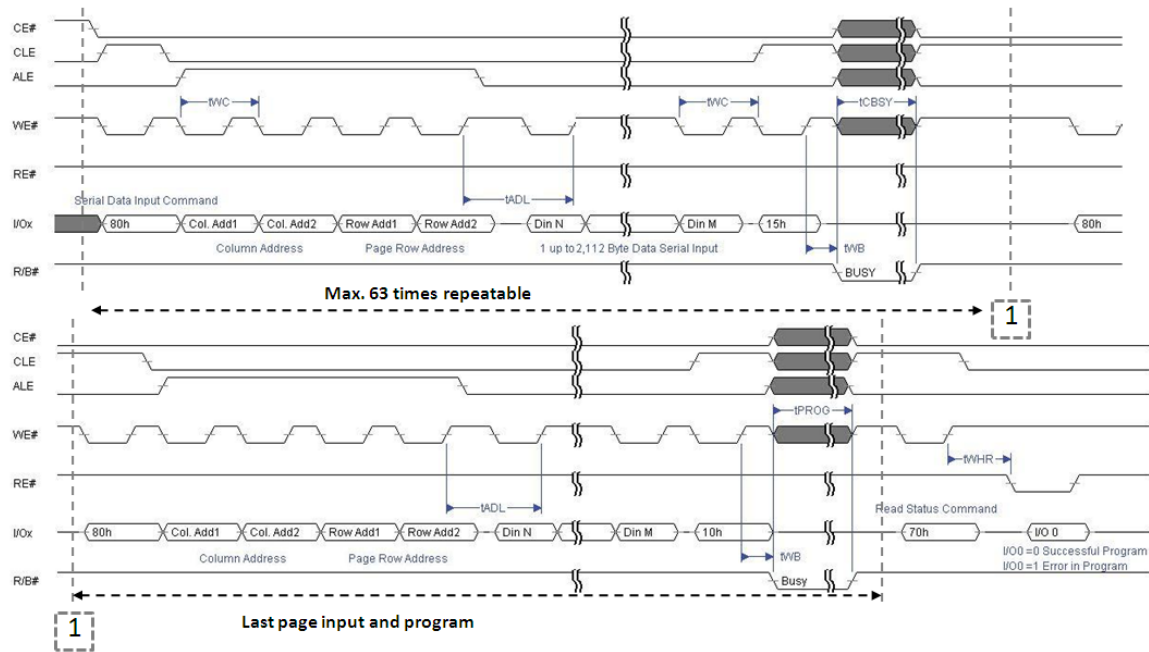 CE#
CLE
ALE
tWC tWC tCBSY
WE#
RE#
tADL
Serial Data Input Command
I/Ox 80h Col. Add1 Col. Add2 Row Add1 Row Add2 Din N Din M 15h 80h
Column Address Page Row Address 1 up to 2,112 Byte Data Serial Input tWB
R/B# BUSY
Max. 63 times repeatable
1
CE#
CLE
ALE
tPROG
WE#
tWHR
RE#
tADL Read Status Command
I/Ox 80h Col. Add1 Col. Add2 Row Add1 Row Add2 Din N Din M 10h 70h I/O 0
Column Address Page Row Address tWB I/O0 =0 Successful Program
I/O0 =1 Error in Program
R/B# Busy
Last page input and program
1